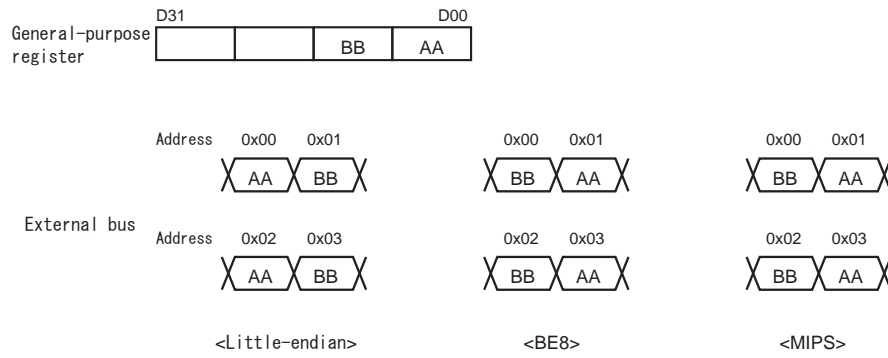 D31 D00
General-purpose
register
BB AA
Address 0x00 0x01 0x00 0x01 0x00 0x01
AA BB BB AA BB AA
External bus
Address 0x02 0x03 0x02 0x03 0x02 0x03
AA BB BB AA BB AA
<Little-endian> <BE8> <MIPS>